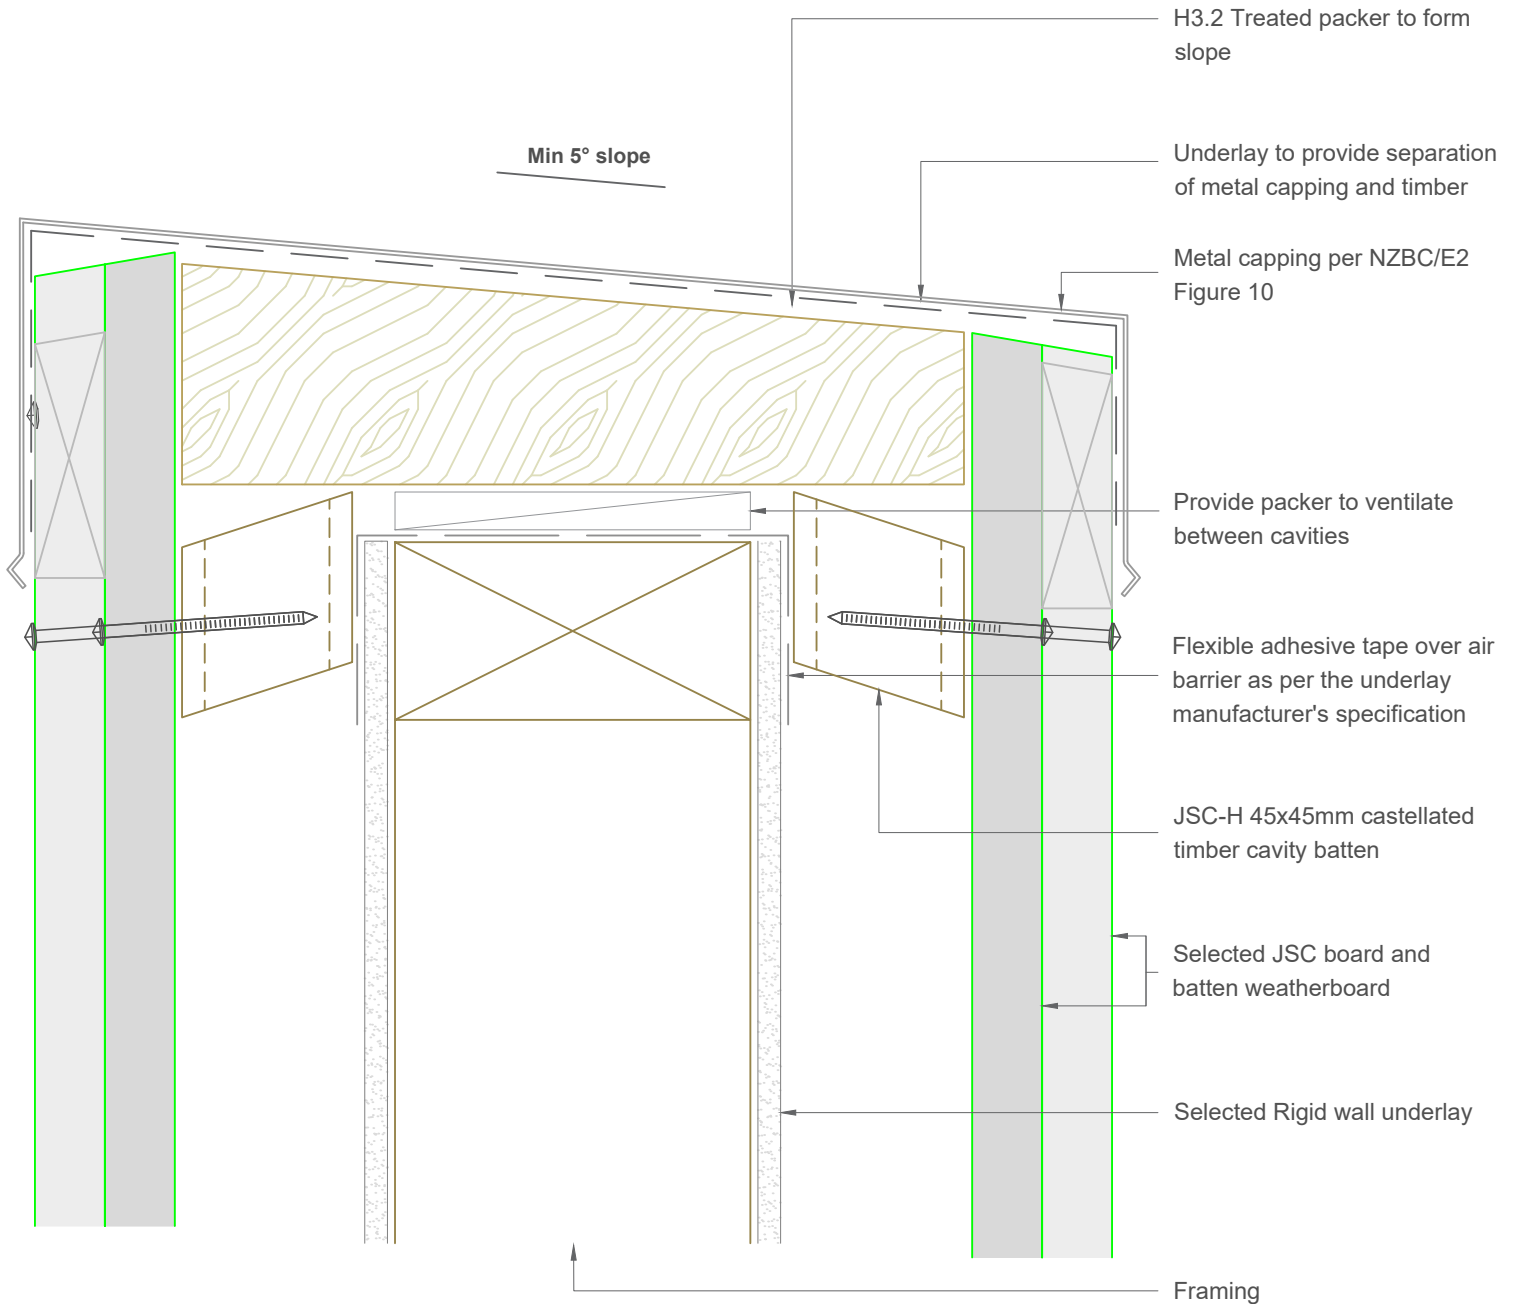 H3.2 Treated packer to form
slope
Min 5° slope
Underlay to provide separation
of metal capping and timber
Metal capping per NZBC/E2
Figure 10
Provide packer to ventilate
between cavities
Flexible adhesive tape over air
barrier as per the underlay
manufacturer's specification
JSC-H 45x45mm castellated
timber cavity batten
Selected JSC board and
batten weatherboard
Selected Rigid wall underlay
Framing